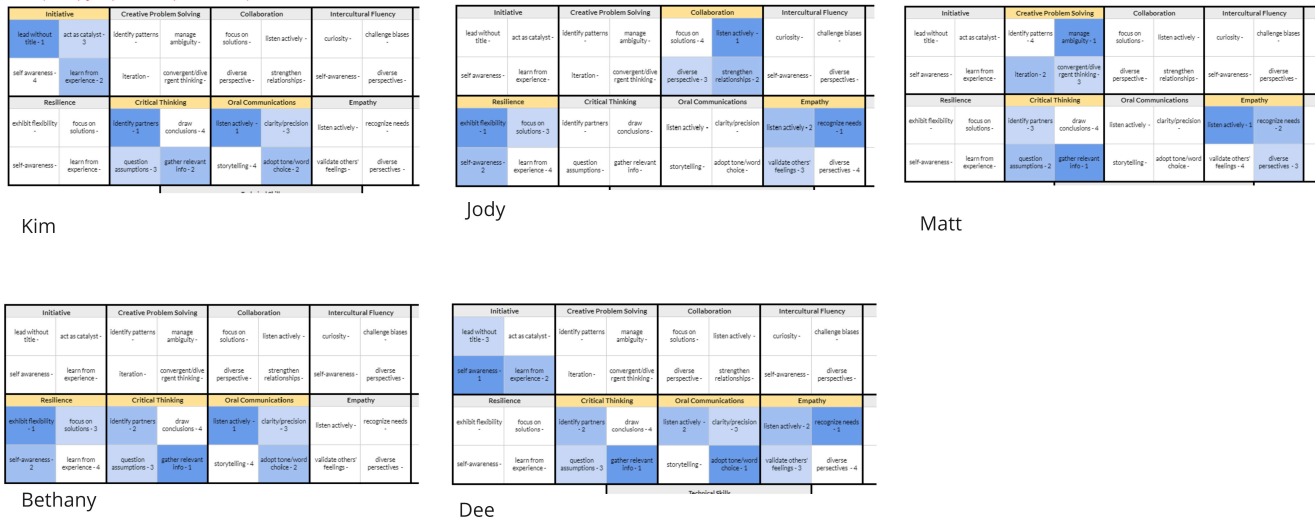 Initiative
Creative Problem Solving
Collaboration
Intercultural Fluency
lead without
title - 1
act as catalyst -
3
identify patterns
-
manage
ambiguity -
focus on
solutions -
listen actively -
curiosity -
challenge biases
-
self awareness -
4
learn from
experience - 2
iteration -
convergent/dive
rgent thinking -
diverse
perspective -
strengthen
relationships -
self-awareness -
diverse
perspectives -
Resilience
Critical Thinking
Oral Communications
Empathy
exhibit flexibility
-
focus on
solutions -
identify partners
- 1
draw
conclusions - 4
listen actively -
1
clarity/precision
- 3
listen actively -
recognize needs
-
self-awareness -
learn from
experience -
question
assumptions - 3
gather relevant
info - 2
storytelling - 4
adopt tone/word
choice - 2
validate others'
feelings -
diverse
persectives -
Kim
Initiative
Creative Problem Solving
Collaboration
Intercultural Fluency
lead without
title -
act as catalyst -
identify patterns
-
manage
ambiguity -
focus on
solutions - 4
listen actively -
1
curiosity -
challenge biases
-
self awareness -
learn from
experience -
iteration -
convergent/dive
rgent thinking -
diverse
perspective - 3
strengthen
relationships - 2
self-awareness -
diverse
perspectives -
Resilience
Critical Thinking
Oral Communications
Empathy
exhibit flexibility
- 1
focus on
solutions - 3
identify partners
-
draw
conclusions -
listen actively -
clarity/precision
-
listen actively - 2
recognize needs
- 1
self-awareness -
2
learn from
experience - 4
question
assumptions -
gather relevant
info -
storytelling -
adopt tone/word
choice -
validate others'
feelings - 3
diverse
persectives - 4
Jody
Initiative
Creative Problem Solving
Collaboration
Intercultural Fluency
lead without
title -
act as catalyst -
identify patterns
- 4
manage
ambiguity - 1
focus on
solutions -
listen actively -
curiosity -
challenge biases
-
self awareness -
learn from
experience -
iteration - 2
convergent/dive
rgent thinking -
3
diverse
perspective -
strengthen
relationships -
self-awareness -
diverse
perspectives -
Resilience
Critical Thinking
Oral Communications
Empathy
exhibit flexibility
-
focus on
solutions -
identify partners
- 3
draw
conclusions - 4
listen actively -
clarity/precision
-
listen actively - 1
recognize needs
- 2
self-awareness -
learn from
experience -
question
assumptions - 2
gather relevant
info - 1
storytelling -
adopt tone/word
choice -
validate others'
feelings - 4
diverse
persectives - 3
Matt
Initiative
Creative Problem Solving
Collaboration
Intercultural Fluency
lead without
title -
act as catalyst -
identify patterns
-
manage
ambiguity -
focus on
solutions -
listen actively -
curiosity -
challenge biases
-
self awareness -
learn from
experience -
iteration -
convergent/dive
rgent thinking -
diverse
perspective -
strengthen
relationships -
self-awareness -
diverse
perspectives -
Resilience
Critical Thinking
Oral Communications
Empathy
exhibit flexibility
- 1
focus on
solutions - 3
identify partners
- 2
draw
conclusions - 4
listen actively -
1
clarity/precision
- 3
listen actively -
recognize needs
-
self-awareness -
2
learn from
experience - 4
question
assumptions - 3
gather relevant
info - 1
storytelling - 4
adopt tone/word
choice - 2
validate others'
feelings -
diverse
persectives -
Bethany
Initiative
Creative Problem Solving
Collaboration
Intercultural Fluency
lead without
title - 3
act as catalyst -
identify patterns
-
manage
ambiguity -
focus on
solutions -
listen actively -
curiosity -
challenge biases
-
self awareness -
1
learn from
experience - 2
iteration -
convergent/dive
rgent thinking -
diverse
perspective -
strengthen
relationships -
self-awareness -
diverse
perspectives -
Resilience
Critical Thinking
Oral Communications
Empathy
exhibit flexibility
-
focus on
solutions -
identify partners
- 2
draw
conclusions - 4
listen actively -
2
clarity/precision
- 3
listen actively - 2
recognize needs
- 1
self-awareness -
learn from
experience -
question
assumptions - 3
gather relevant
info - 1
storytelling -
adopt tone/word
choice - 1
validate others'
feelings - 3
diverse
persectives - 4
Technical Skills
Dee